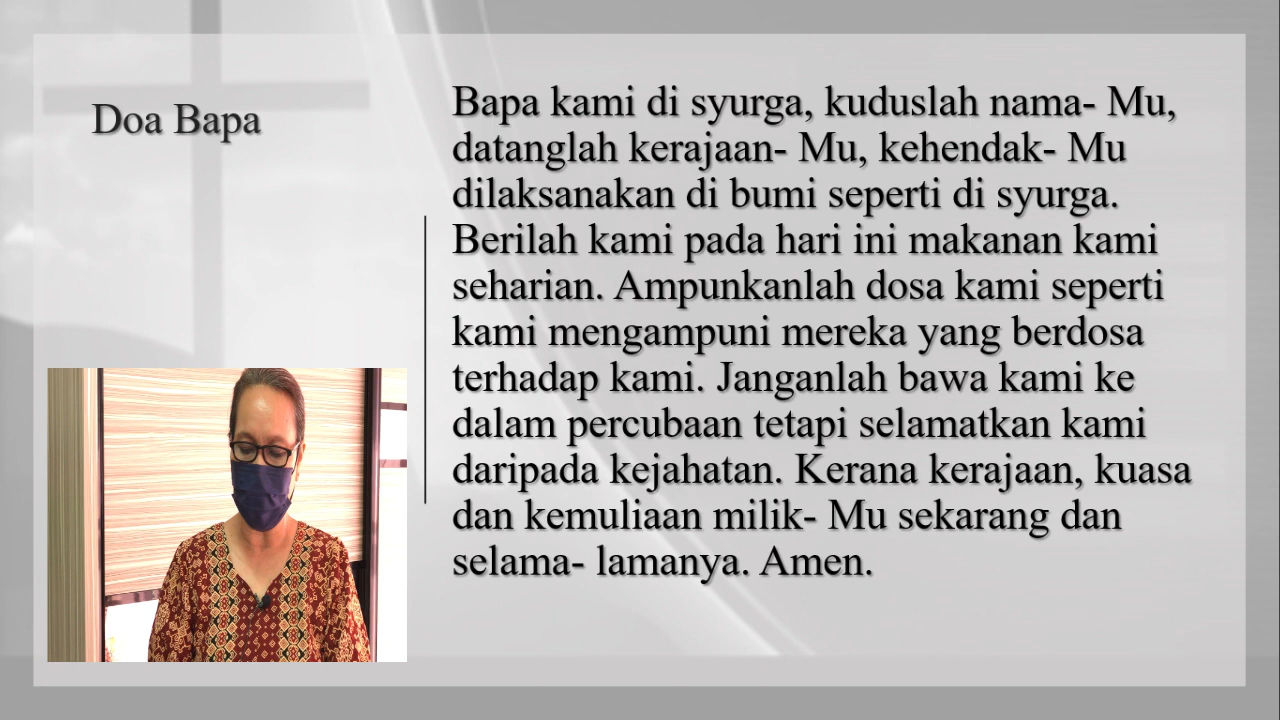 Doa Bapa
Bapa kami di syurga, kuduslah nama- Mu,
datanglah kerajaan- Mu, kehendak- Mu
dilaksanakan di bumi seperti di syurga.
Berilah kami pada hari ini makanan kami
seharian. Ampunkanlah dosa kami seperti
kami mengampuni mereka yang berdosa
terhadap kami. Janganlah bawa kami ke
dalam percubaan tetapi selamatkan kami
daripada kejahatan. Kerana kerajaan, kuasa
dan kemuliaan milik- Mu sekarang dan
selama- lamanya. Amen.